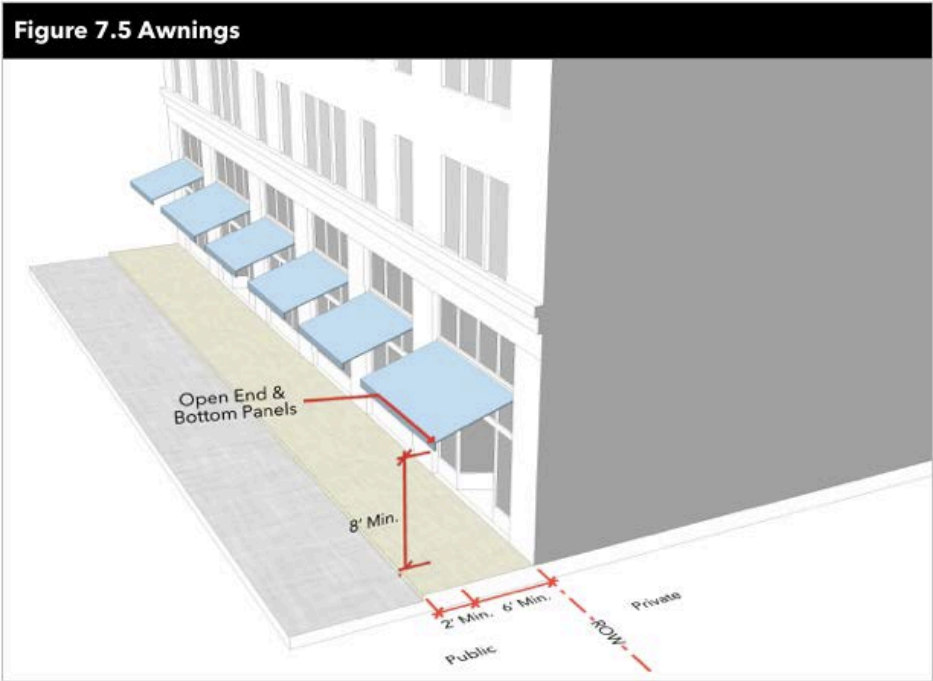 Figure 7.5 Awnings
Open End &
Bottom Panels
8' Min.
2' Min.
6' Min.
Private
ROW
Public